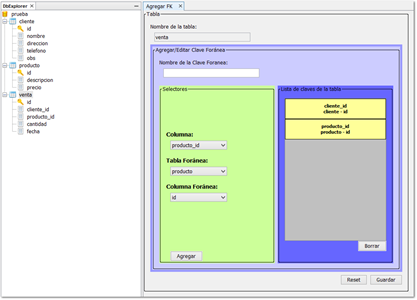 DbExplorer
prueba
cliente
id
nombre
direccion
telefono
obs
producto
id
descripcion
precio
venta
id
cliente_id
producto_id
cantidad
fecha
Agregar FK
Tabla
Nombre de la tabla:
venta
Agregar/Editar Clave Foránea
Nombre de la Clave Foranea:
Selectores
Columna:
producto_id
Tabla Foránea:
producto
Columna Foránea:
id
Agregar
Lista de claves de la tabla
cliente_id
cliente - id
producto_id
producto - id
Borrar
Reset
Guardar